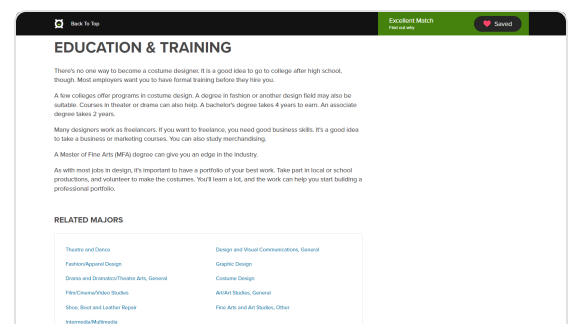 Back To Top
Excellent Match
Find out why
Saved
EDUCATION & TRAINING
There's no one way to become a costume designer. It is a good idea to go to college after high school,
though. Most employers want you to have formal training before they hire you.
A few colleges offer programs in costume design. A degree in fashion or another design field may also be
suitable. Courses in theater or drama can also help. A bachelor's degree takes 4 years to earn. An associate
degree takes 2 years.
Many designers work as freelancers. If you want to freelance, you need good business skills. It's a good idea
to take a business or marketing courses. You can also study merchandising.
A Master of Fine Arts (MFA) degree can give you an edge in the industry.
As with most jobs in design, it's important to have a portfolio of your best work. Take part in local or school
productions, and volunteer to make the costumes. You'll learn a lot, and the work can help you start building a
professional portfolio.
RELATED MAJORS
Theatre and Dance
Design and Visual Communications, General
Fashion/Apparel Design
Graphic Design
Drama and Dramatics/Theatre Arts, General
Costume Design
Film/Cinema/Video Studies
Art/Art Studies, General
Shoe, Boot and Leather Repair
Fine Arts and Art Studies, Other
Intermedia/Multimedia